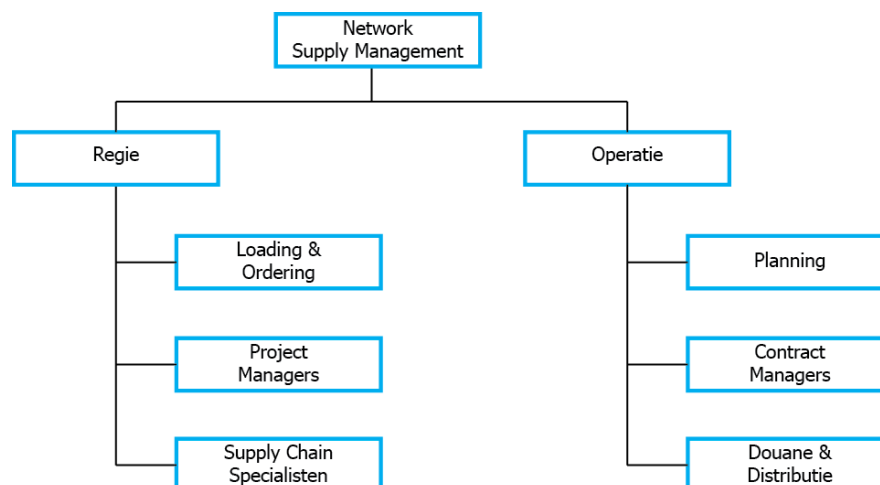 Network
Supply Management
Regie
Operatie
Loading &
Ordering
Planning
Project
Managers
Contract
Managers
Supply Chain
Specialisten
Douane &
Distributie